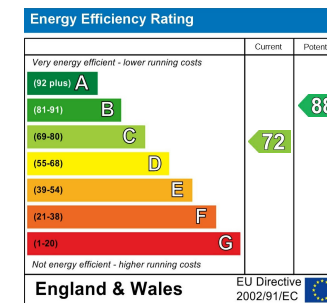 Energy Efficiency Rating
Current Potent
Very energy efficient - lower running costs
(92 plus) A
(81-91) B
88
(69-80) C
72
(55-68) D
(39-54) E
(21-38) F
(1-20) G
Not energy efficient - higher running costs
England & Wales
EU Directive
2002/91/EC